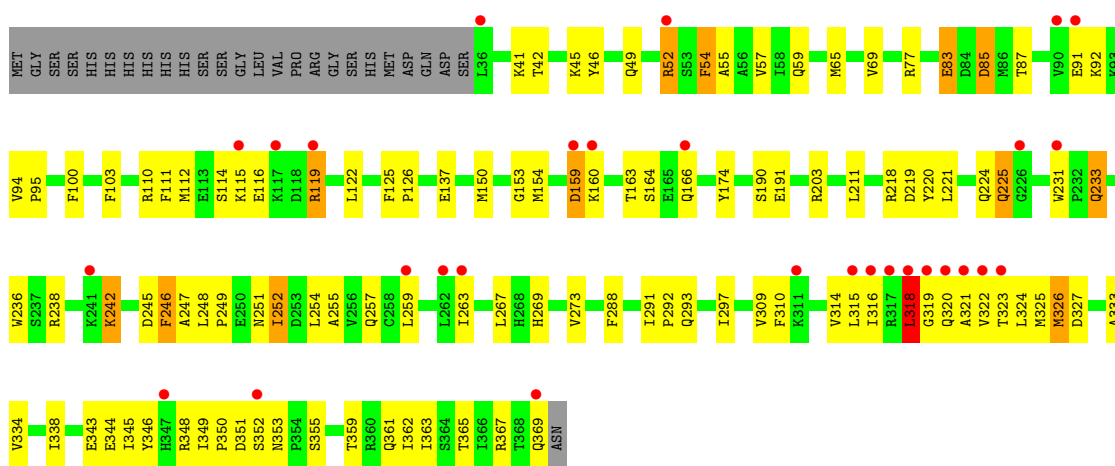 MET GLY SER SER HIS HIS HIS HIS HIS HIS SER SER GLY LEU VAL PRO ARG GLY SER HIS MET ASP GLN ASP SER L36 K41 T42 K45 Y46 Q49 R52 S53 F54 A55 A56 V57 I58 Q59 M65 V69 R77 E83 D84 D85 M86 T87 V90 E91 K92 K93
V94 P95 F100 F103 R110 F111 M112 E113 S114 K115 E116 K117 D118 R119 L122 F125 P126 E137 M150 G153 M154 D159 K160 T163 S164 E165 Q166 Y174 S190 E191 R203 L211 R218 D219 Y220 L221 Q224 Q225 G226 W231 P232 Q233
W236 S237 R238 K241 K242 D245 F246 A247 L248 P249 E250 N251 I252 D253 L254 A255 V256 Q257 C258 L259 L262 I263 L267 H268 H269 V273 F288 I291 P292 Q293 I297 V309 F310 K311 V314 L315 I316 R317 L318 G319 Q320 A321 V322 T323 L324 M325 M326 D327 A333
V334 I338 E343 E344 I345 Y346 H347 R348 I349 P350 D351 S352 N353 P354 S355 T359 R360 Q361 I362 I363 S364 T365 I366 R367 T368 Q369 ASN